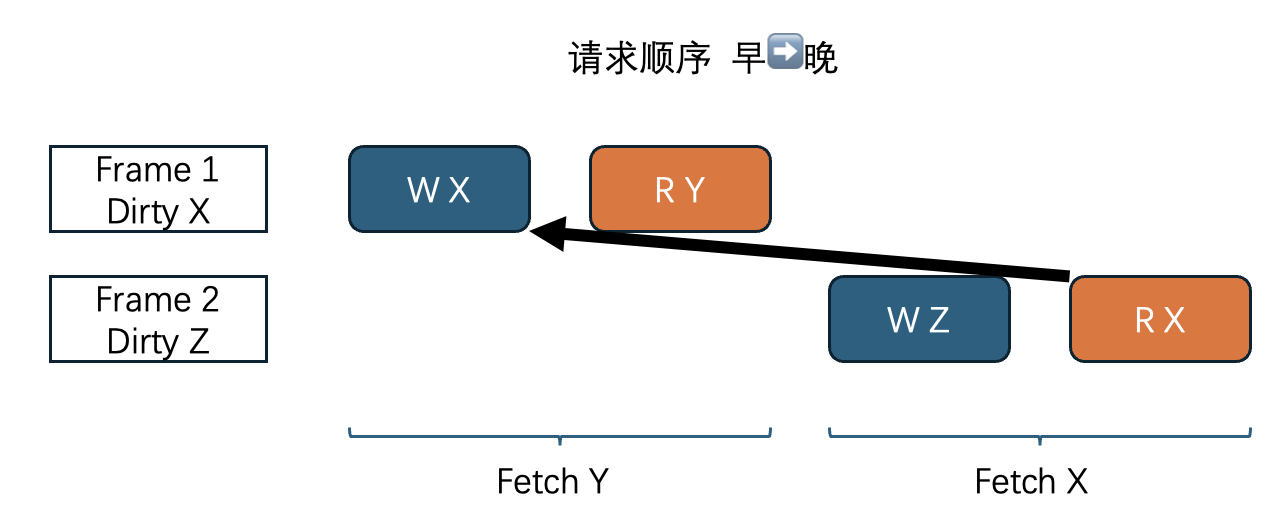 请求顺序 早➡️晚
Frame 1
Dirty X
W X
R Y
Frame 2
Dirty Z
W Z
R X
Fetch Y
Fetch X